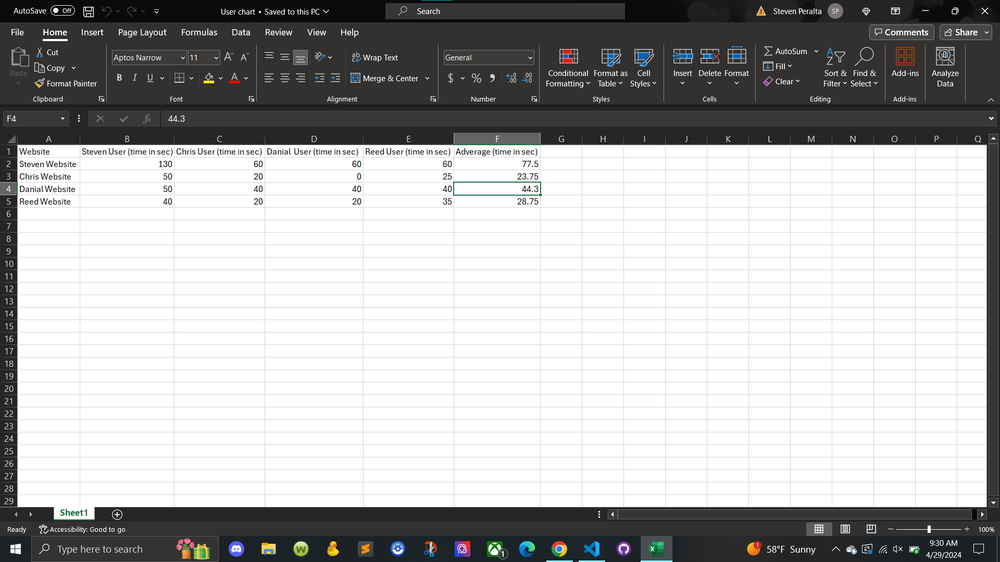 AutoSave Off User chart • Saved to this PC Search Steven Peralta SP
File Home Insert Page Layout Formulas Data Review View Help Comments Share
Paste Cut Copy Format Painter Clipboard
Aptos Narrow 11 B I U A Font
ab Wrap Text Merge & Center Alignment
General $ % Number
Conditional Formatting Format as Table Cell Styles Styles
Insert Delete Format Cells
AutoSum Fill Clear Sort & Filter Find & Select Editing
Add-ins Add-ins
Analyze Data
F4 fx 44.3
A B C D E F G H I J K L M N O P Q
1 Website Steven User (time in sec) Chris User (time in sec) Danial User (time in sec) Reed User (time in sec) Adverage (time in sec)
2 Steven Website 130 60 60 60 77.5
3 Chris Website 50 20 0 25 23.75
4 Danial Website 50 40 40 40 44.3
5 Reed Website 40 20 20 35 28.75
6
7
8
9
10
11
12
13
14
15
16
17
18
19
20
21
22
23
24
25
26
27
28
29
Sheet1
Ready Accessibility: Good to go 100%
Type here to search 1 1 58°F Sunny 9:30 AM
4/29/2024